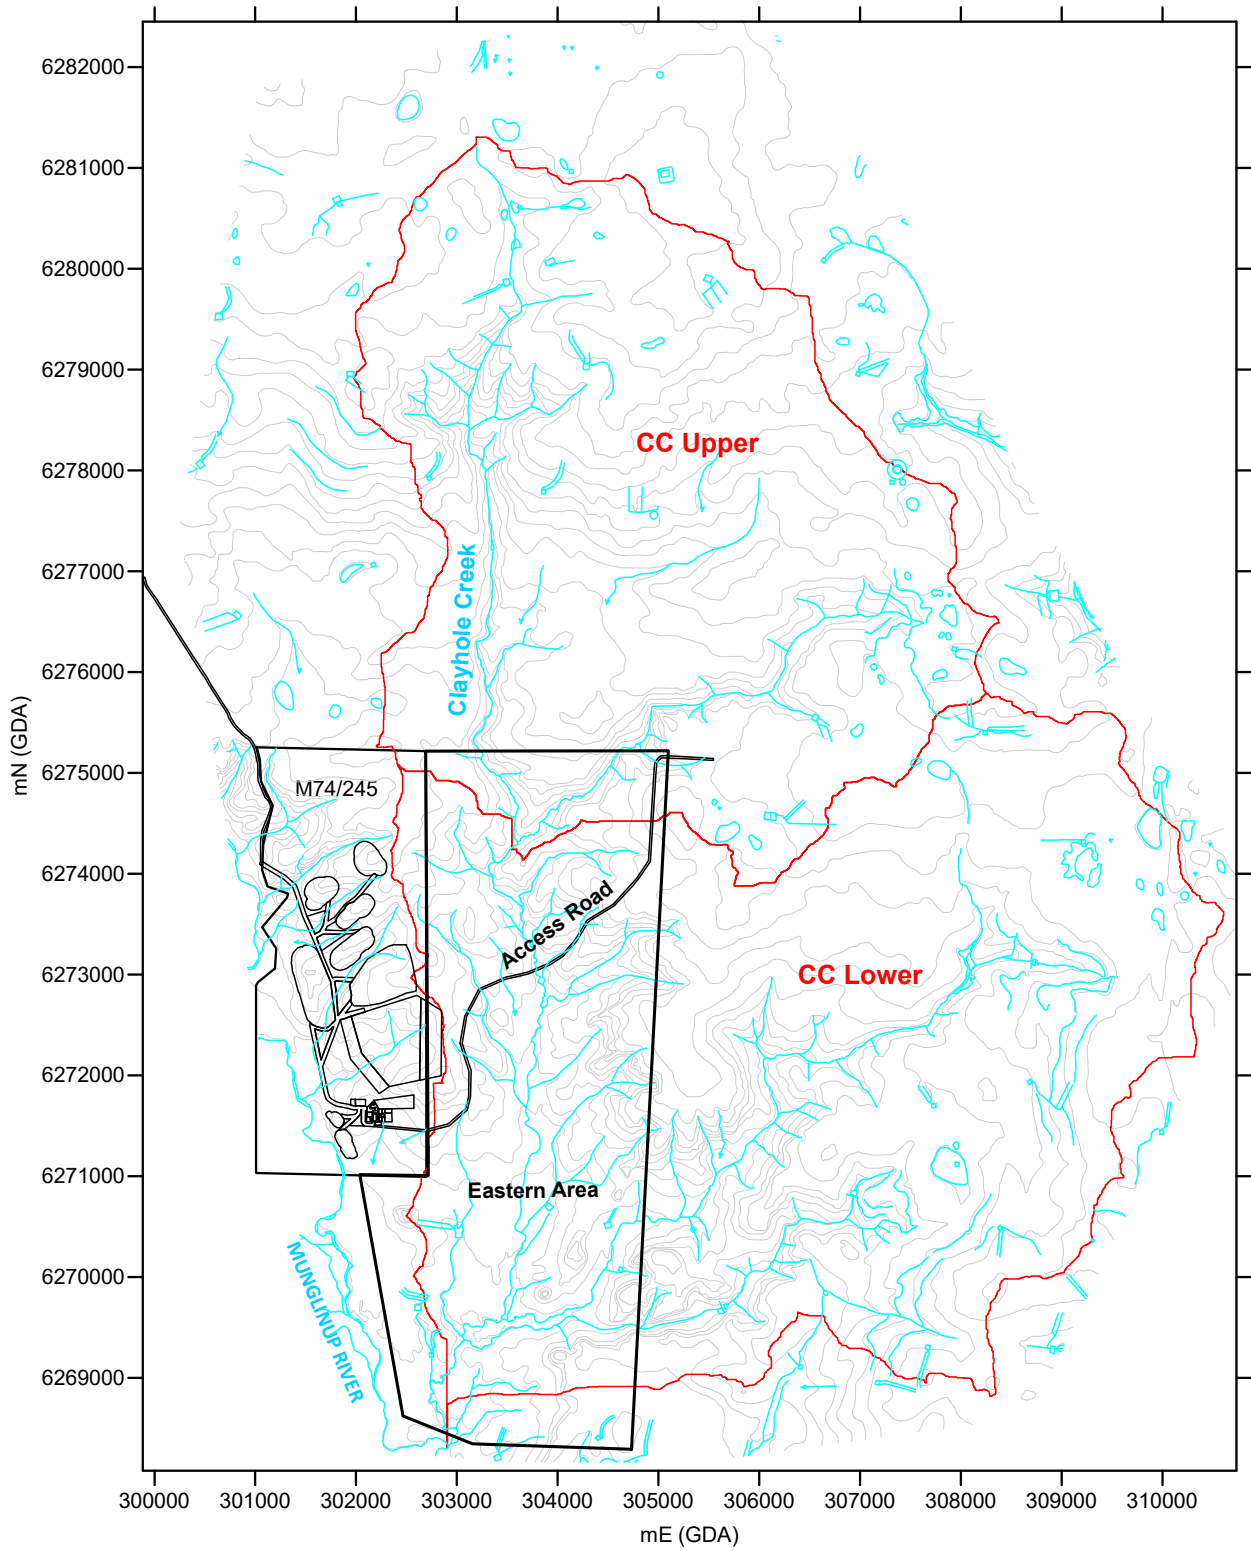 6282000
6281000
6280000
6279000
6278000
6277000
6276000
6275000
6274000
6273000
6272000
6271000
6270000
6269000
mN (GDA)
CC Upper
Clayhole Creek
M74/245
Access Road
CC Lower
Eastern Area
MUNGLINUP RIVER
300000 301000 302000 303000 304000 305000 306000 307000 308000 309000 310000
mE (GDA)